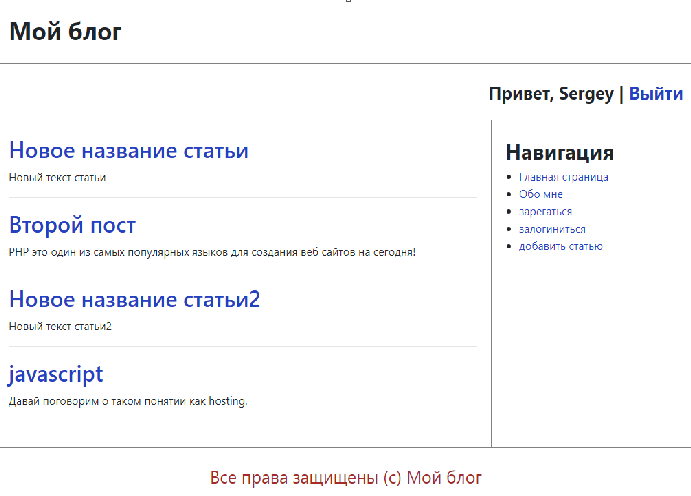 Мой блог
Привет, Sergey | Выйти
Новое название статьи
Новый текст статьи
Второй пост
PHP это один из самых популярных языков для создания веб сайтов на сегодня!
Новое название статьи2
Новый текст статьи2
javascript
Давай поговорим о таком понятии как hosting.
Навигация
Главная страница
Обо мне
зарегаться
залогиниться
добавить статью
Все права защищены (c) Мой блог